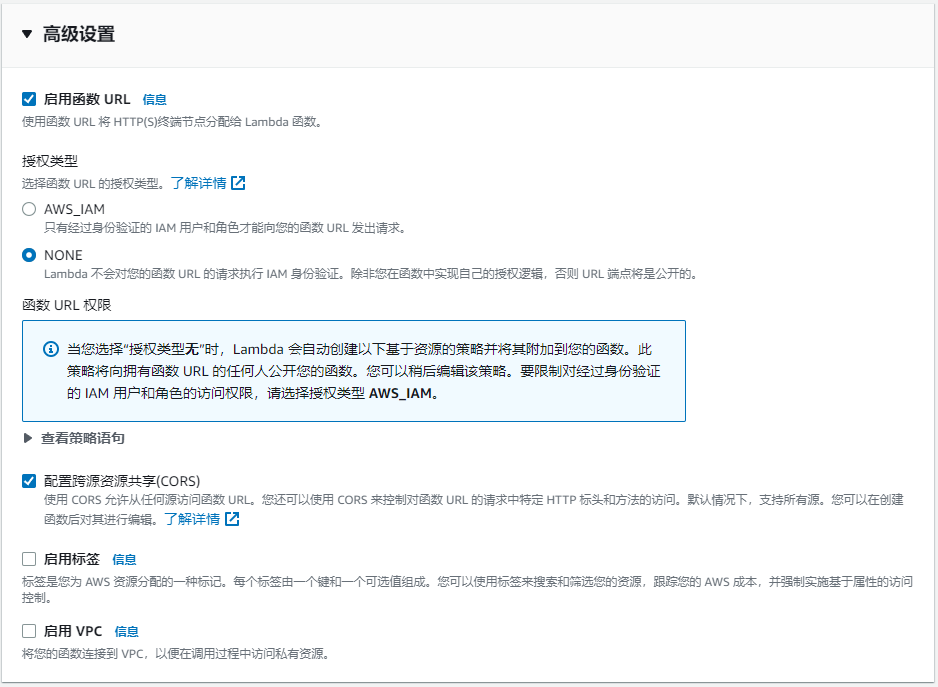 高级设置
启用函数 URL 信息
使用函数 URL 将 HTTP(S)终端节点分配给 Lambda 函数。
授权类型
选择函数 URL 的授权类型。了解详情
AWS_IAM
只有经过身份验证的 IAM 用户和角色才能向您的函数 URL 发出请求。
NONE
Lambda 不会对您的函数 URL 的请求执行 IAM 身份验证。除非您在函数中实现自己的授权逻辑，否则 URL 端点将是公开的。
函数 URL 权限
当您选择“授权类型无”时，Lambda 会自动创建以下基于资源的策略并将其附加到您的函数。此
策略将向拥有函数 URL 的任何人公开您的函数。您可以稍后编辑该策略。要限制对经过身份验证
的 IAM 用户和角色的访问权限，请选择授权类型 AWS_IAM。
查看策略语句
配置跨源资源共享(CORS)
使用 CORS 允许从任何源访问函数 URL。您还可以使用 CORS 来控制对函数 URL 的请求中特定 HTTP 标头和方法的访问。默认情况下，支持所有源。您可以在创建
函数后对其进行编辑。了解详情
启用标签 信息
标签是您为 AWS 资源分配的一种标记。每个标签由一个键和一个可选值组成。您可以使用标签来搜索和筛选您的资源，跟踪您的 AWS 成本，并强制实施基于属性的访问
控制。
启用 VPC 信息
将您的函数连接到 VPC，以便在调用过程中访问私有资源。